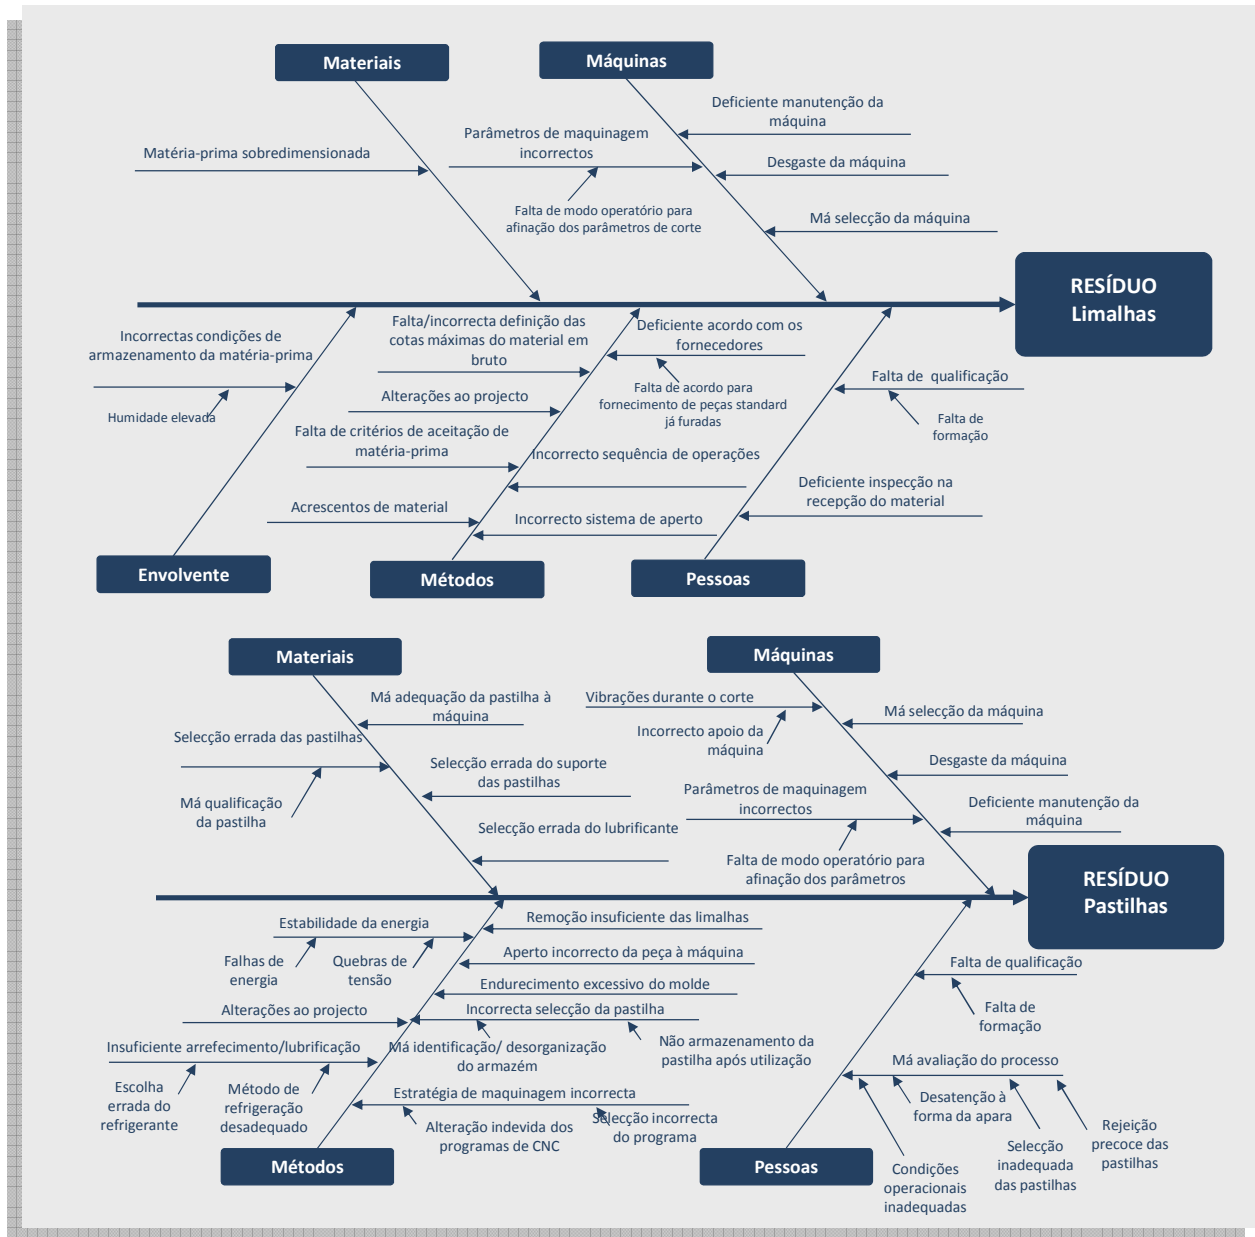 Materiais
Máquinas
Deficiente manutenção da
máquina
Parâmetros de maquinagem
incorrectos
Matéria-prima sobredimensionada
Desgaste da máquina
Falta de modo operatório para
afinação dos parâmetros de corte
Má selecção da máquina
RESÍDUO
Limalhas
Incorrectas condições de
armazenamento da matéria-prima
Humidade elevada
Falta/incorrecta definição das
cotas máximas do material em
bruto
Deficiente acordo com os
fornecedores
Falta de acordo para
fornecimento de peças standard
já furadas
Falta de  qualificação
Falta de
formação
Alterações ao projecto
Falta de critérios de aceitação de
matéria-prima
Incorrecto sequência de operações
Deficiente inspecção na
recepção do material
Acrescentos de material
Incorrecto sistema de aperto
Envolvente
Métodos
Pessoas
Materiais
Máquinas
Má adequação da pastilha à
máquina
Vibrações durante o corte
Incorrecto apoio da
máquina
Má selecção da máquina
Selecção errada das pastilhas
Má qualificação
da pastilha
Selecção errada do suporte
das pastilhas
Desgaste da máquina
Parâmetros de maquinagem
incorrectos
Deficiente manutenção da
máquina
Selecção errada do lubrificante
Falta de modo operatório para
afinação dos parâmetros
RESÍDUO
Pastilhas
Estabilidade da energia
Falhas de
energia
Quebras de
tensão
Remoção insuficiente das limalhas
Aperto incorrecto da peça à máquina
Endurecimento excessivo do molde
Falta de qualificação
Falta de
formação
Alterações ao projecto
Incorrecta selecção da pastilha
Má identificação/ desorganização
do armazém
Não armazenamento da
pastilha após utilização
Insuficiente arrefecimento/lubrificação
Escolha
errada do
refrigerante
Método de
refrigeração
desadequado
Estratégia de maquinagem incorrecta
Alteração indevida dos
programas de CNC
Selecção incorrecta
do programa
Má avaliação do processo
Desatenção à
forma da apara
Rejeição
precoce das
pastilhas
Selecção
inadequada
das pastilhas
Condições
operacionais
inadequadas
Métodos
Pessoas